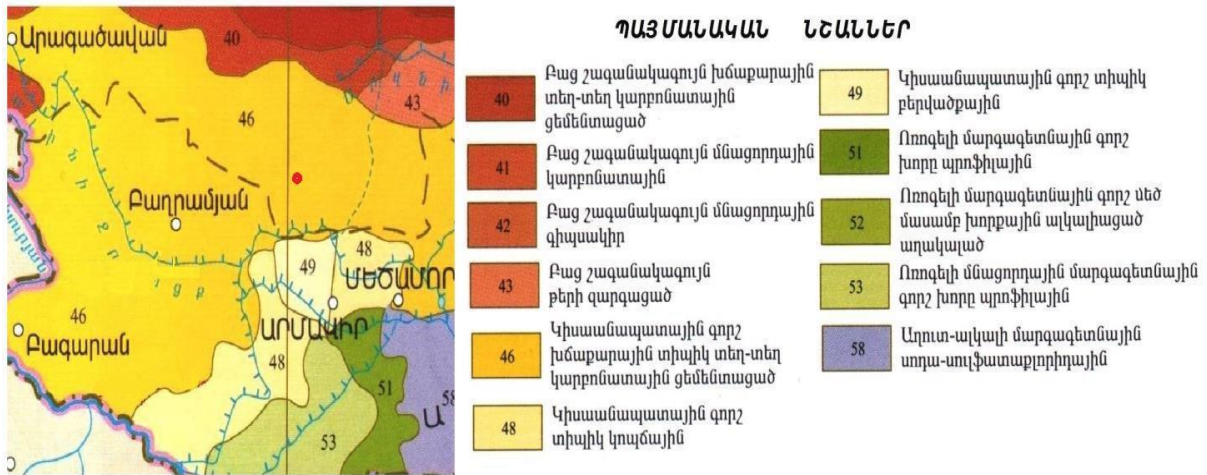 Արագածավան
40
43
46
Բաղրամյան
48
49
ՄԵԾԱՄՈՐ
46
Բագարան
ԱՐՄԱՎԻՐ
48
51
58
Ա
53
ՊԱՅՄԱՆԱԿԱՆ ՆՇԱՆՆԵՐ
40
Բաց շագանակագույն խճաքարային
տեղ-տեղ կարբոնատային
ցեմենտացած
41
Բաց շագանակագույն մնացորդային
կարբոնատային
42
Բաց շագանակագույն մնացորդային
գիպսակիր
43
Բաց շագանակագույն
թերի զարգացած
46
Կիսաանապատային գորշ
խճաքարային տիպիկ տեղ-տեղ
կարբոնատային ցեմենտացած
48
Կիսաանապատային գորշ
տիպիկ կոպճային
49
Կիսաանապատային գորշ տիպիկ
բերվածքային
51
Ոռոգելի մարգագետնային գորշ
խորը պրոֆիլային
52
Ոռոգելի մարգագետնային գորշ մեծ
մասամբ խորքային ալկալիացած
աղակալած
53
Ոռոգելի մնացորդային մարգագետնային
գորշ խորը պրոֆիլային
58
Աղուտ-ալկալի մարգագետնային
սոդա-սուլֆատաքլորիդային